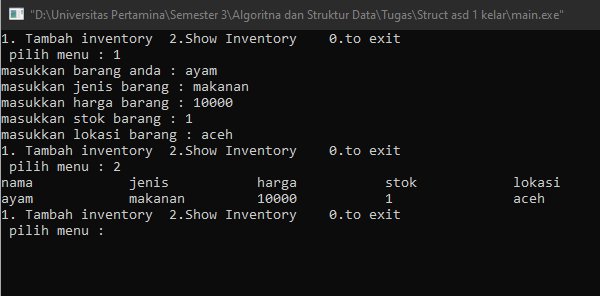 "D:\Universitas Pertamina\Semester 3\Algoritna dan Struktur Data\Tugas\Struct asd 1 kelar\main.exe"
1. Tambah inventory  2.Show Inventory    0.to exit
 pilih menu : 1
masukkan barang anda : ayam
masukkan jenis barang : makanan
masukkan harga barang : 10000
masukkan stok barang : 1
masukkan lokasi barang : aceh
1. Tambah inventory  2.Show Inventory    0.to exit
 pilih menu : 2
nama            jenis           harga           stok            lokasi
ayam            makanan         10000           1               aceh
1. Tambah inventory  2.Show Inventory    0.to exit
 pilih menu :